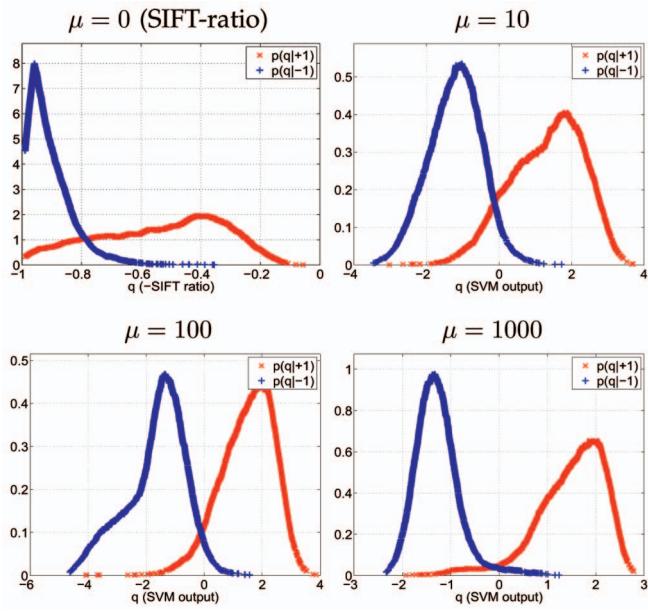 μ = 0 (SIFT-ratio)
8
7
6
5
4
3
2
1
0
× p(q|+1)
+ p(q|−1)
−1 −0.8 −0.6 −0.4 −0.2 0
q (−SIFT ratio)
μ = 10
0.5
0.4
0.3
0.2
0.1
0
× p(q|+1)
+ p(q|−1)
−4 −2 0 2 4
q (SVM output)
μ = 100
0.5
0.4
0.3
0.2
0.1
0
× p(q|+1)
+ p(q|−1)
−6 −4 −2 0 2 4
q (SVM output)
μ = 1000
1
0.8
0.6
0.4
0.2
0
× p(q|+1)
+ p(q|−1)
−3 −2 −1 0 1 2 3
q (SVM output)